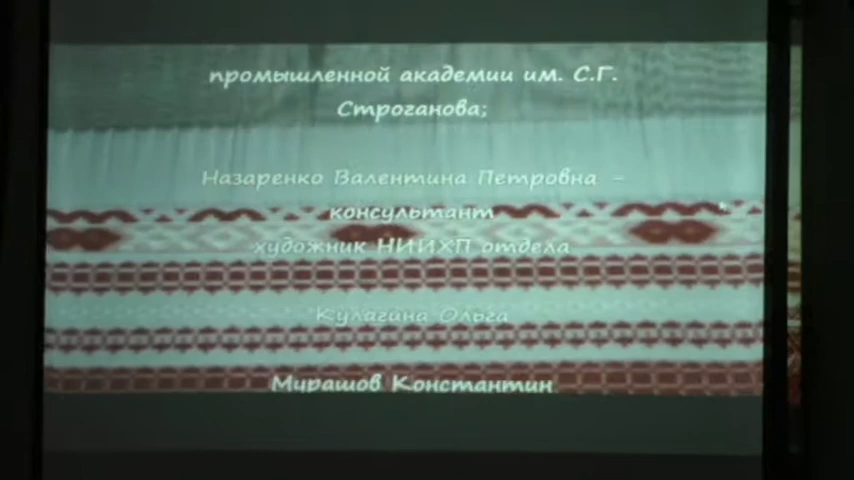 промышленной академии им. С.Г.
Строганова;
Назаренко Валентина Петровна -
консультант
художник НИИХП отдела
Кулагина Ольга
Мурашов Константин